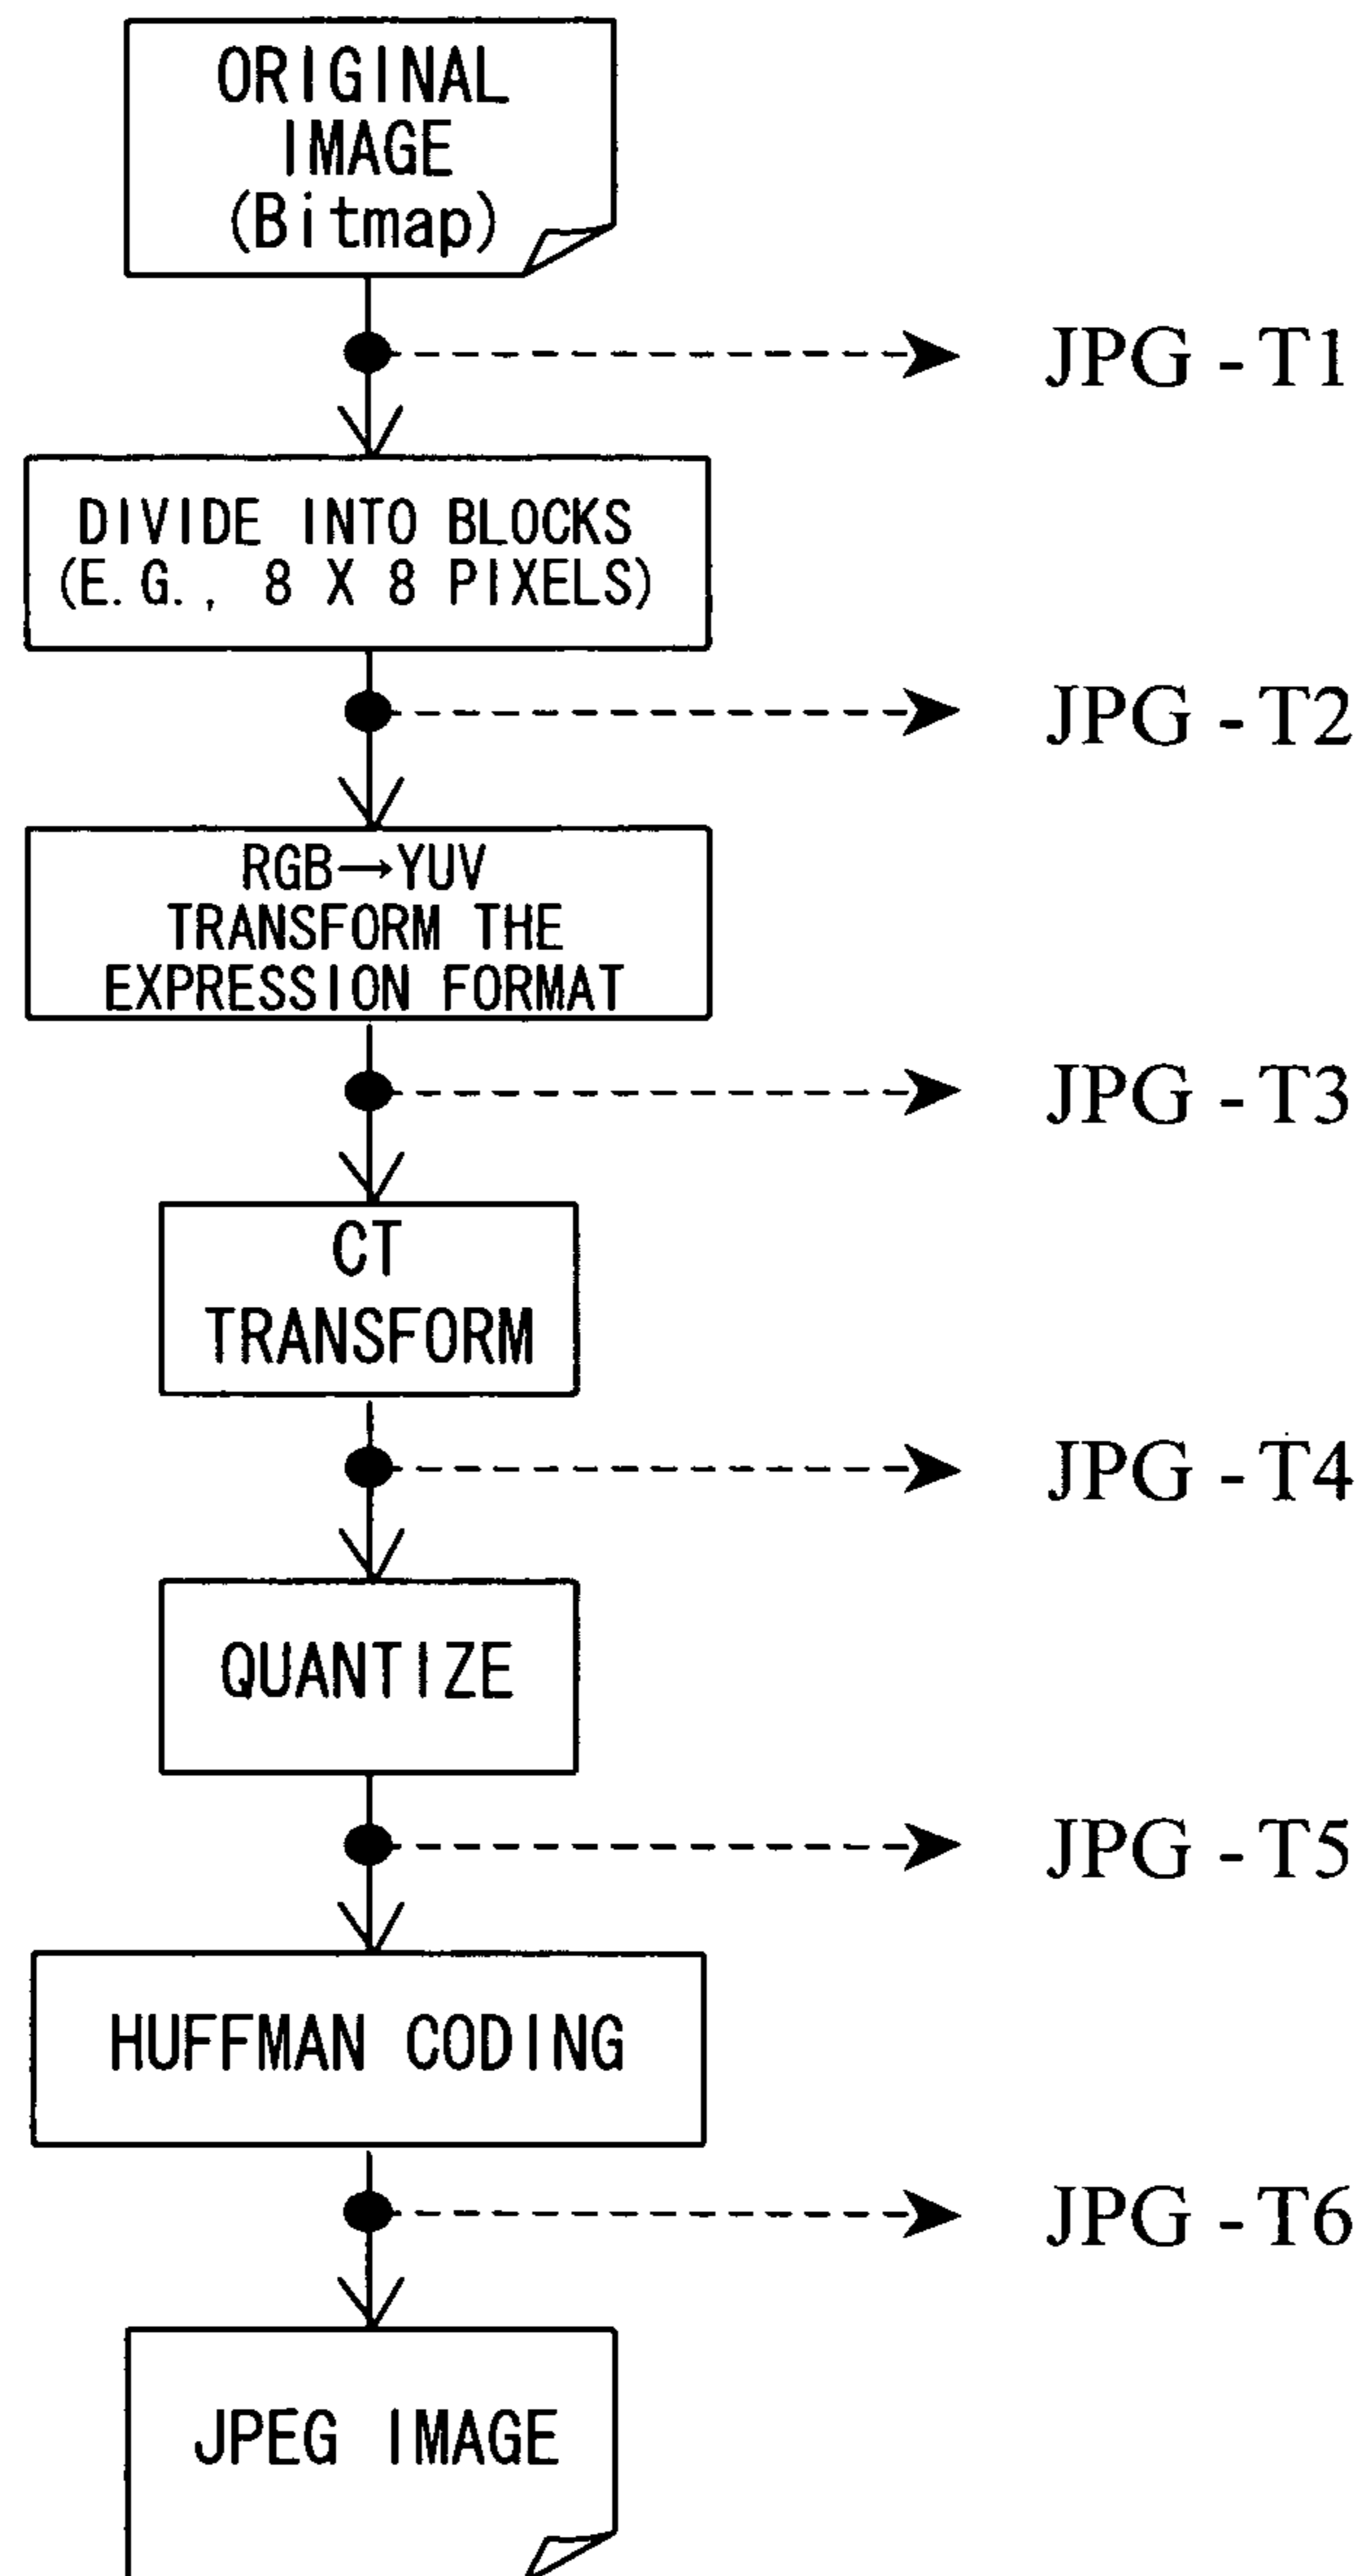 ORIGINAL
IMAGE
(Bitmap)
JPG - T1
DIVIDE INTO BLOCKS
(E.G., 8 X 8 PIXELS)
JPG - T2
RGB→YUV
TRANSFORM THE
EXPRESSION FORMAT
JPG - T3
CT
TRANSFORM
JPG - T4
QUANTIZE
JPG - T5
HUFFMAN CODING
JPG - T6
JPEG IMAGE